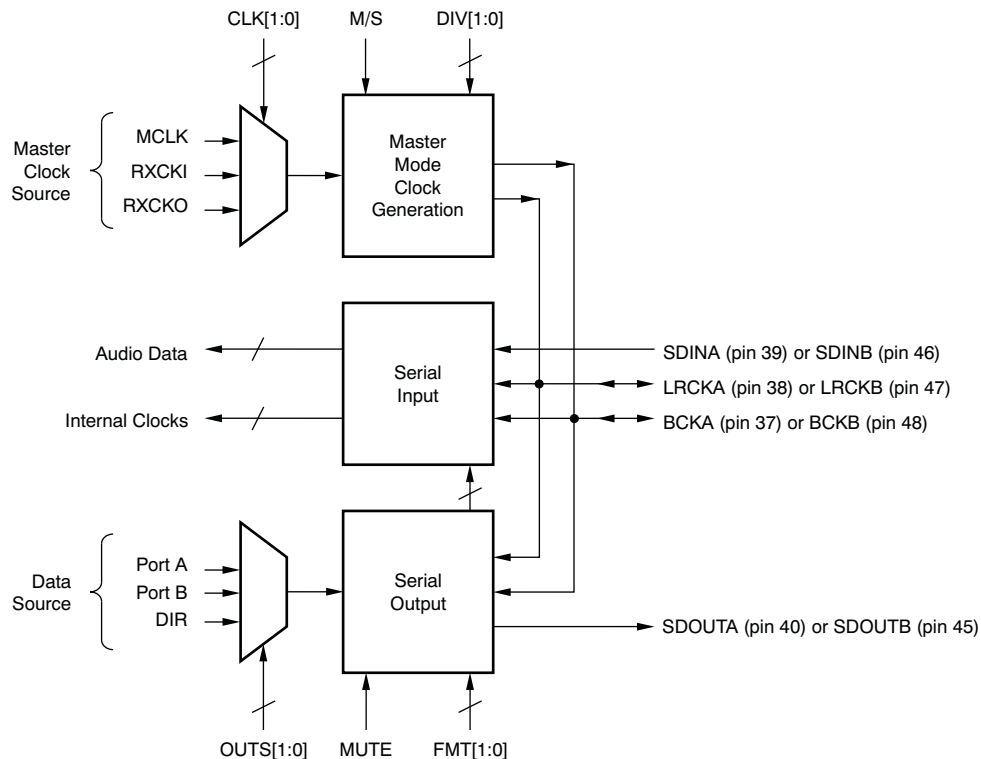 CLK[1:0]
M/S
DIV[1:0]
Master
Clock
Source
MCLK
RXCKI
RXCKO
Master
Mode
Clock
Generation
Audio Data
Internal Clocks
Serial
Input
SDINA (pin 39) or SDINB (pin 46)
LRCKA (pin 38) or LRCKB (pin 47)
BCKA (pin 37) or BCKB (pin 48)
Data
Source
Port A
Port B
DIR
Serial
Output
SDOUTA (pin 40) or SDOUTB (pin 45)
OUTS[1:0]
MUTE
FMT[1:0]